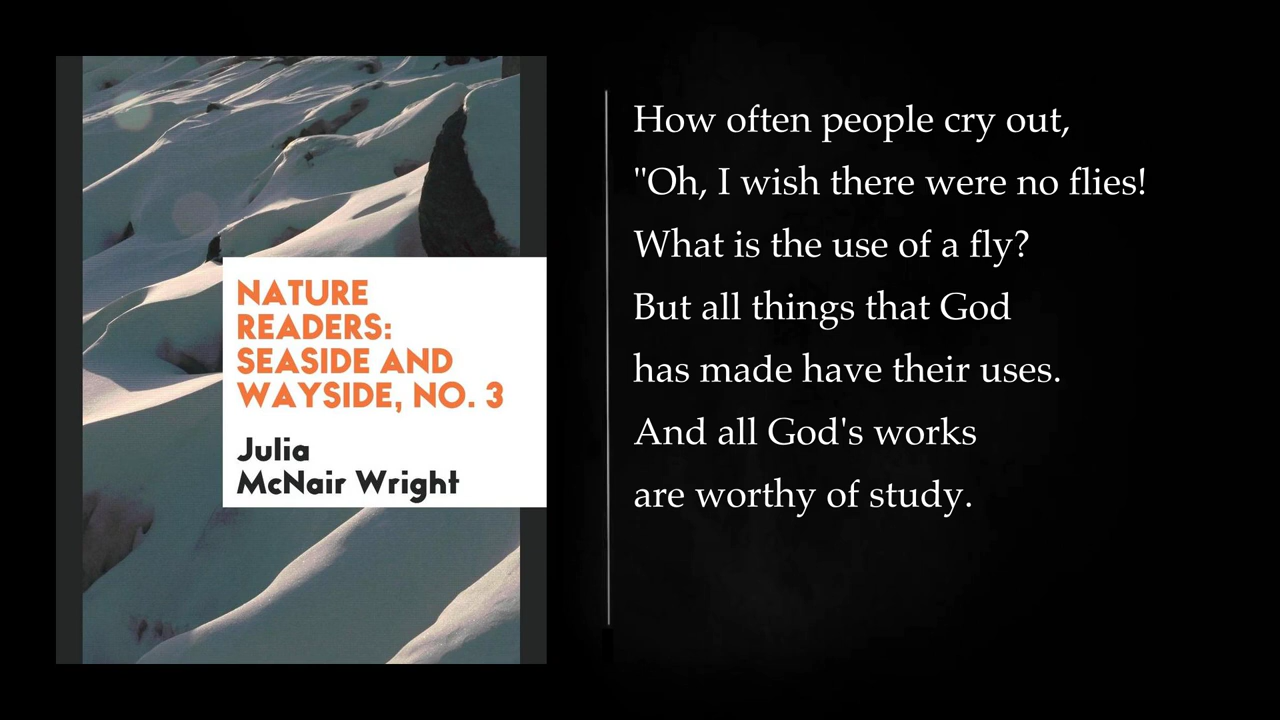 NATURE
READERS:
SEASIDE AND
WAYSIDE, NO. 3
Julia
McNair Wright
How often people cry out,
"Oh, I wish there were no flies!
What is the use of a fly?
But all things that God
has made have their uses.
And all God's works
are worthy of study.